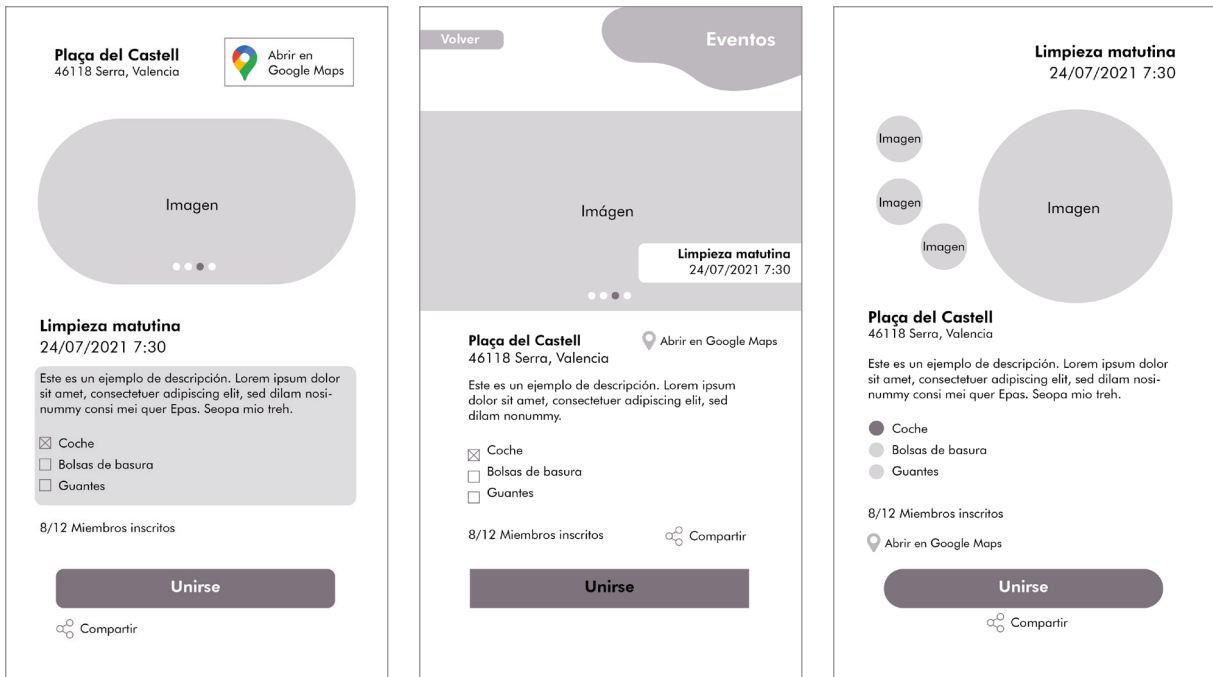 Plaça del Castell
46118 Serra, Valencia
Abrir en
Google Maps
Imagen
Limpieza matutina
24/07/2021 7:30
Este es un ejemplo de descripción. Lorem ipsum dolor
sit amet, consectetuer adipiscing elit, sed dilam nosi-
nummy consi mei quer Epas. Seopa mio treh.
Coche
Bolsas de basura
Guantes
8/12 Miembros inscritos
Unirse
Compartir
Volver
Eventos
Imágen
Limpieza matutina
24/07/2021 7:30
Plaça del Castell
46118 Serra, Valencia
Abrir en Google Maps
Este es un ejemplo de descripción. Lorem ipsum
dolor sit amet, consectetuer adipiscing elit, sed
dilam nonummy.
Coche
Bolsas de basura
Guantes
8/12 Miembros inscritos
Compartir
Unirse
Limpieza matutina
24/07/2021 7:30
Imagen
Imagen
Imagen
Imagen
Plaça del Castell
46118 Serra, Valencia
Este es un ejemplo de descripción. Lorem ipsum dolor
sit amet, consectetuer adipiscing elit, sed dilam nosi-
nummy consi mei quer Epas. Seopa mio treh.
Coche
Bolsas de basura
Guantes
8/12 Miembros inscritos
Abrir en Google Maps
Unirse
Compartir